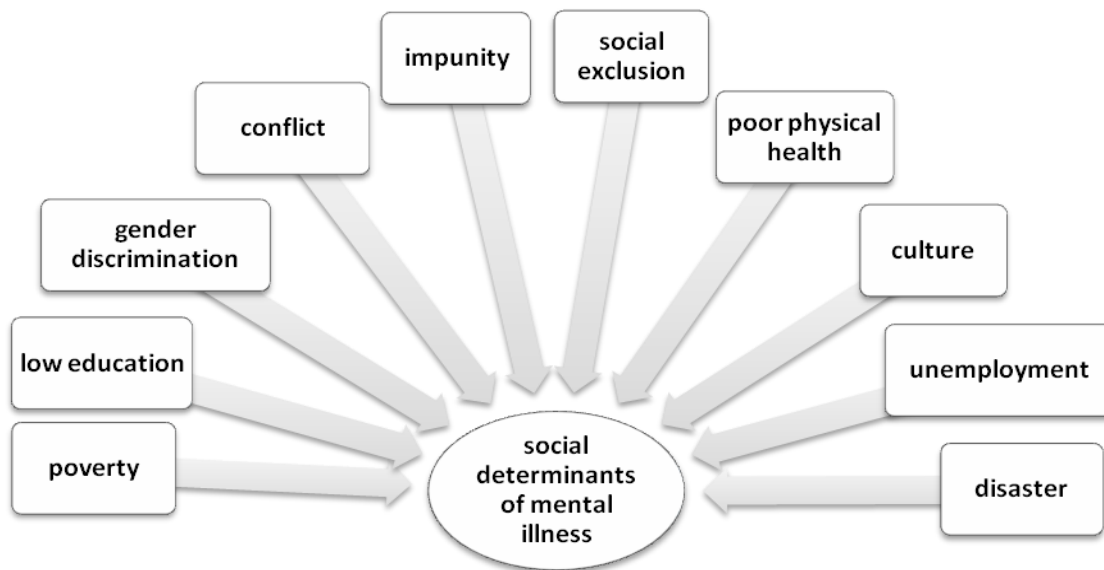 impunity
social
exclusion
conflict
poor physical
health
gender
discrimination
culture
low education
unemployment
poverty
disaster
social
determinants
of mental
illness